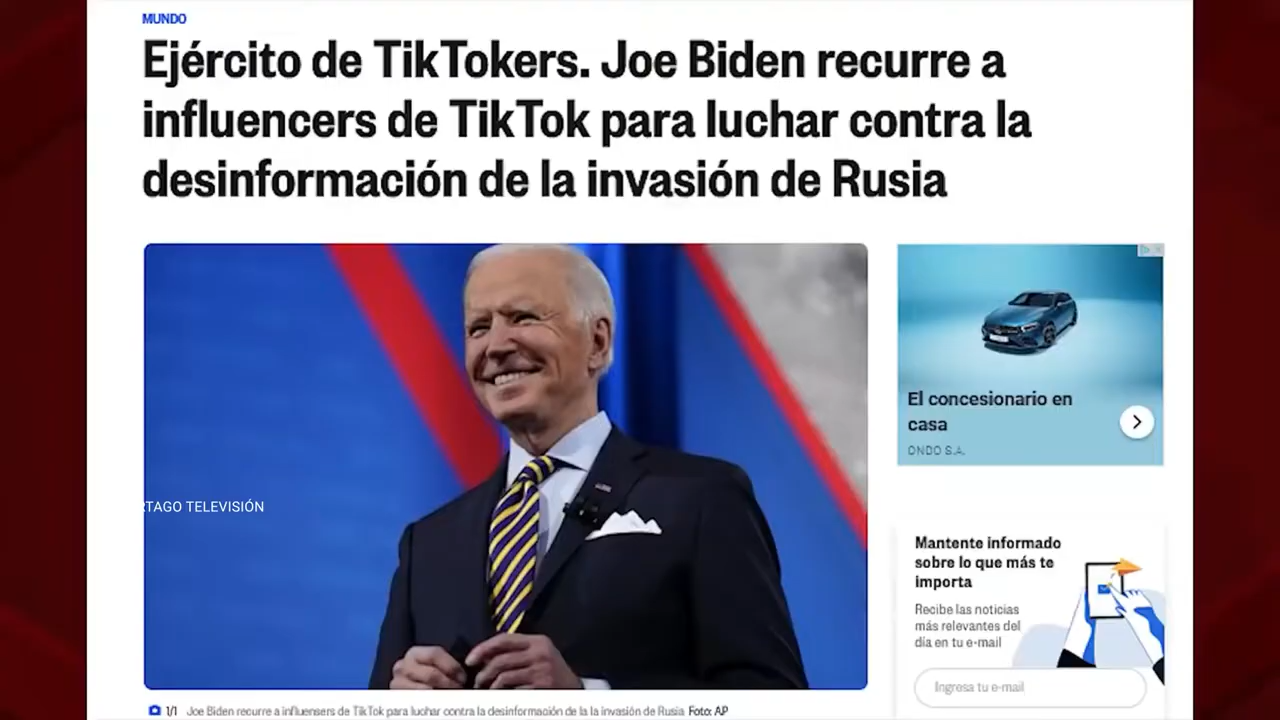 MUNDO
Ejército de TikTokers. Joe Biden recurre a
influencers de TikTok para luchar contra la
desinformación de la invasión de Rusia
RTAGO TELEVISIÓN
El concesionario en
casa
ONDO S.A.
Mantente informado
sobre lo que más te
importa
Recibe las noticias
más relevantes del
día en tu e-mail
Ingresa tu e-mail
1/1 Joe Biden recurre a influensers de TikTok para luchar contra la desinformación de la la invasión de Rusia Foto: AP